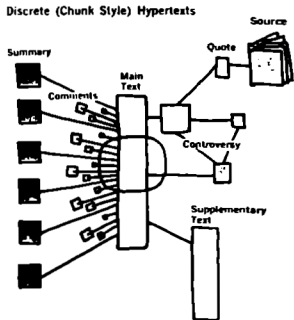 Discrete (Chunk Style) Hypertexts
Source
Quote
Summary
Main
Text
Comments
Controversy
Supplementary
Text